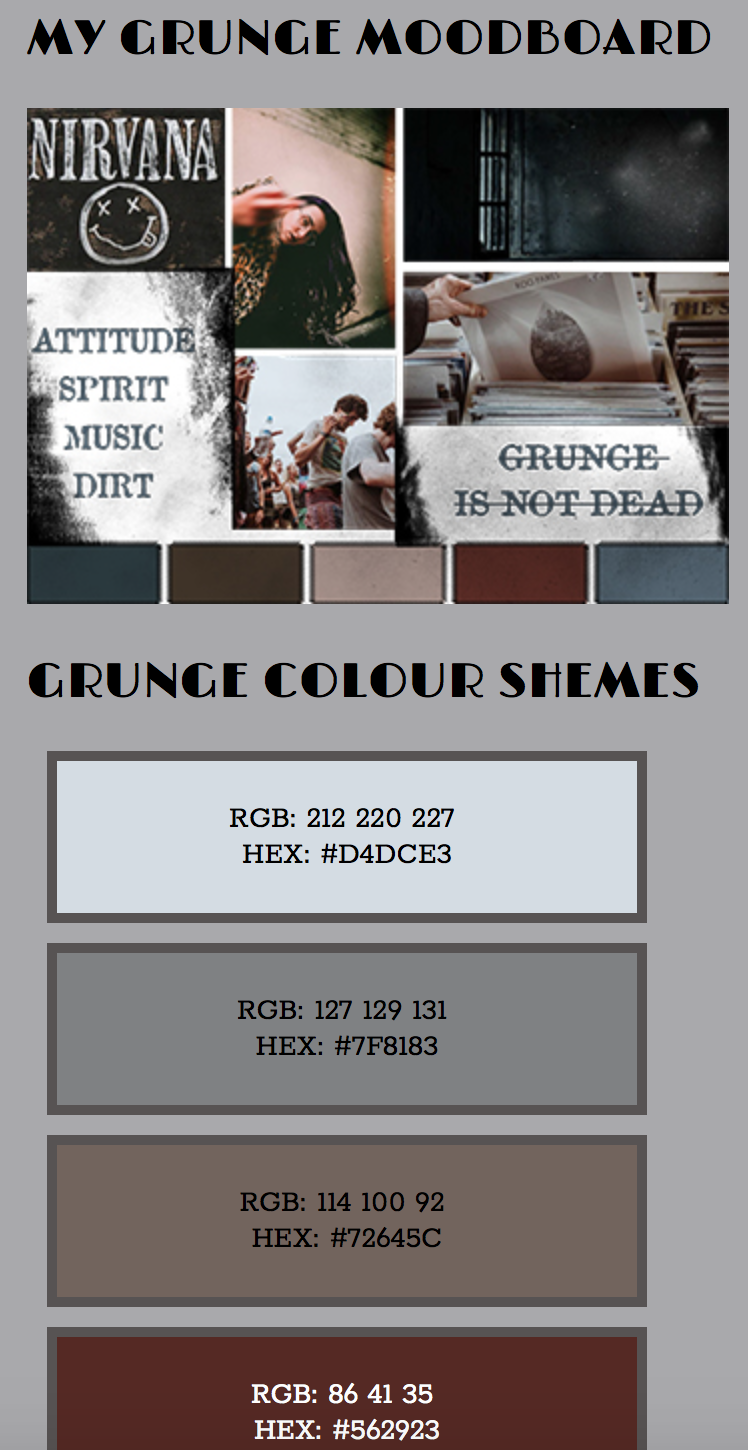 MY GRUNGE MOODBOARD
NIRVANA
ATTITUDE
SPIRIT
MUSIC
DIRT
THE S
GRUNGE
IS NOT DEAD
GRUNGE COLOUR SHEMES
RGB: 212 220 227
HEX: #D4DCE3
RGB: 127 129 131
HEX: #7F8183
RGB: 114 100 92
HEX: #72645C
RGB: 86 41 35
HEX: #562923